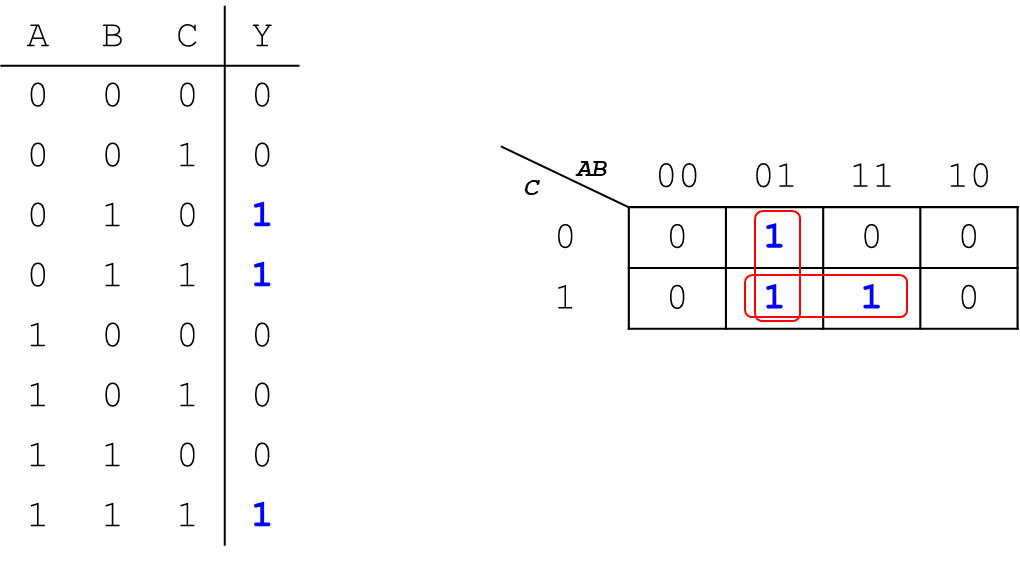 A B C Y
0 0 0 0
0 0 1 0
0 1 0 1
0 1 1 1
1 0 0 0
1 0 1 0
1 1 0 0
1 1 1 1
AB
C
00 01 11 10
0 0 1 0 0
1 0 1 1 0